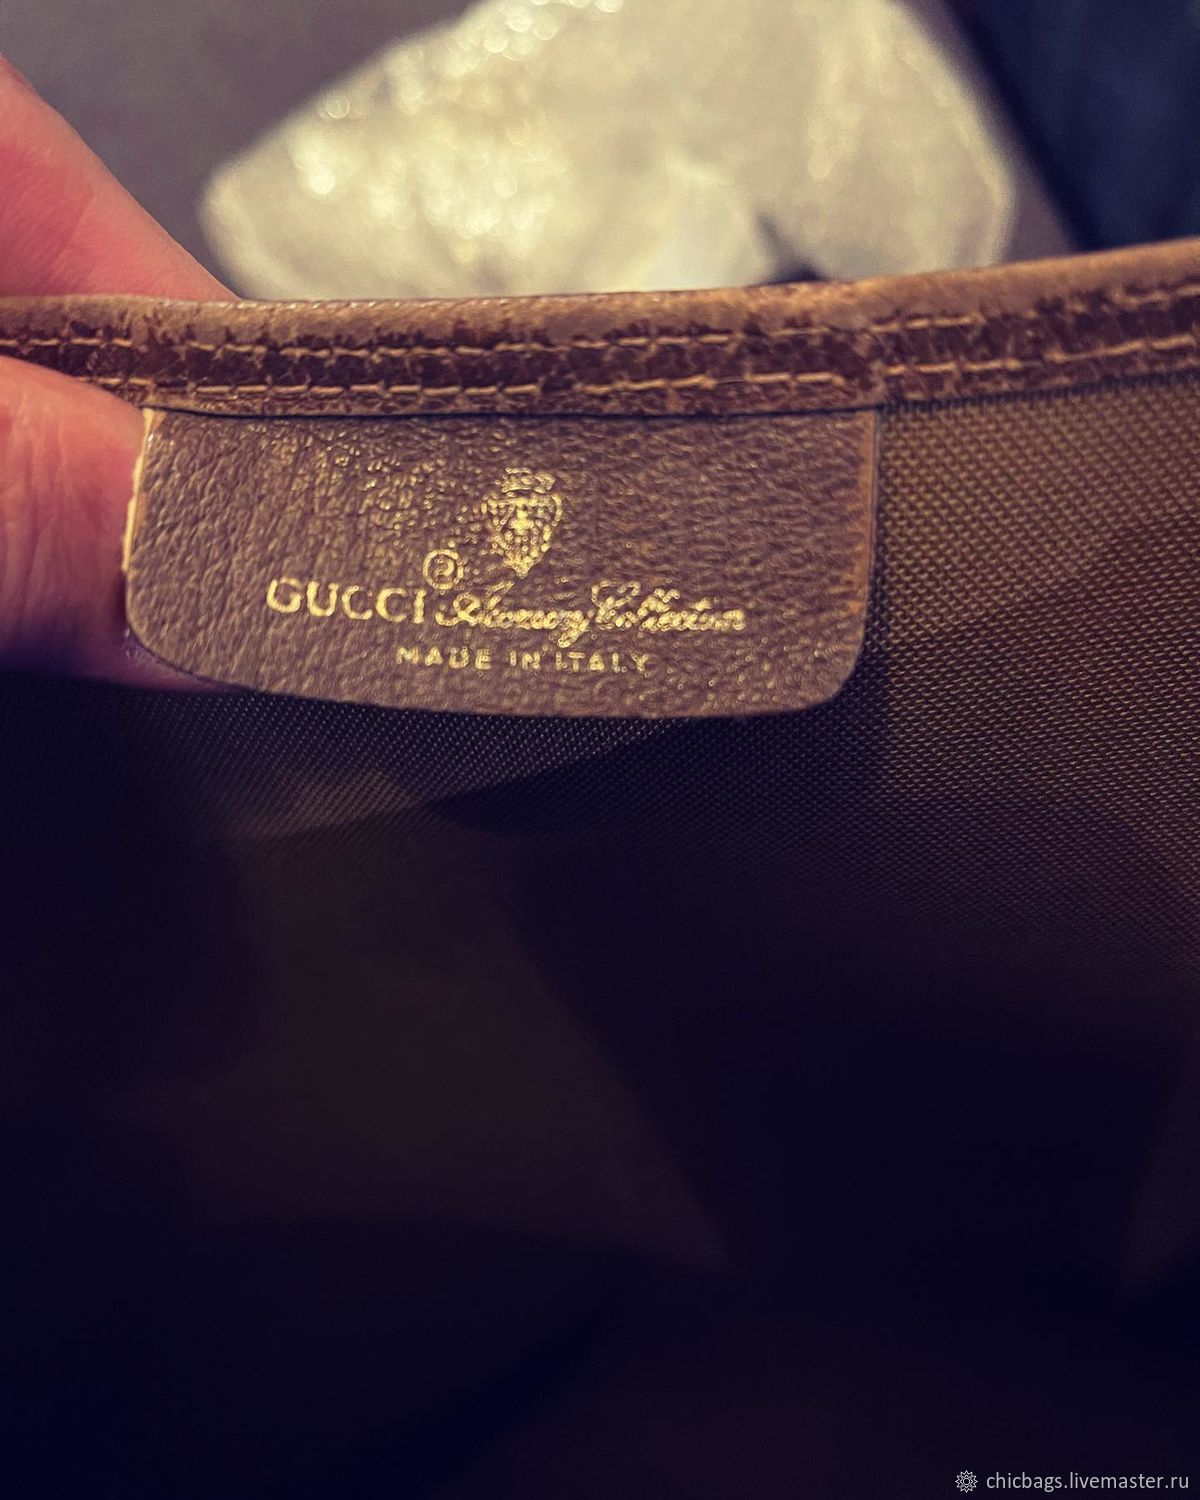 GUCCI ® Accessory Collection
MADE IN ITALY
chicbags.livemaster.ru